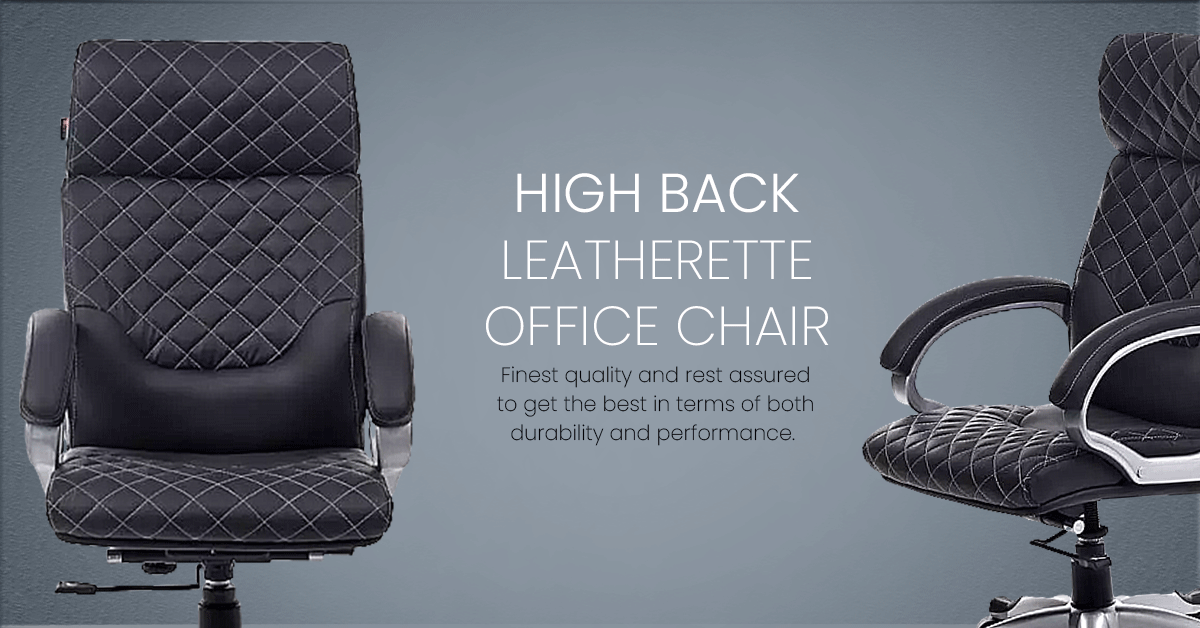 HIGH BACK
LEATHERETTE
OFFICE CHAIR
Finest quality and rest assured
to get the best in terms of both
durability and performance.